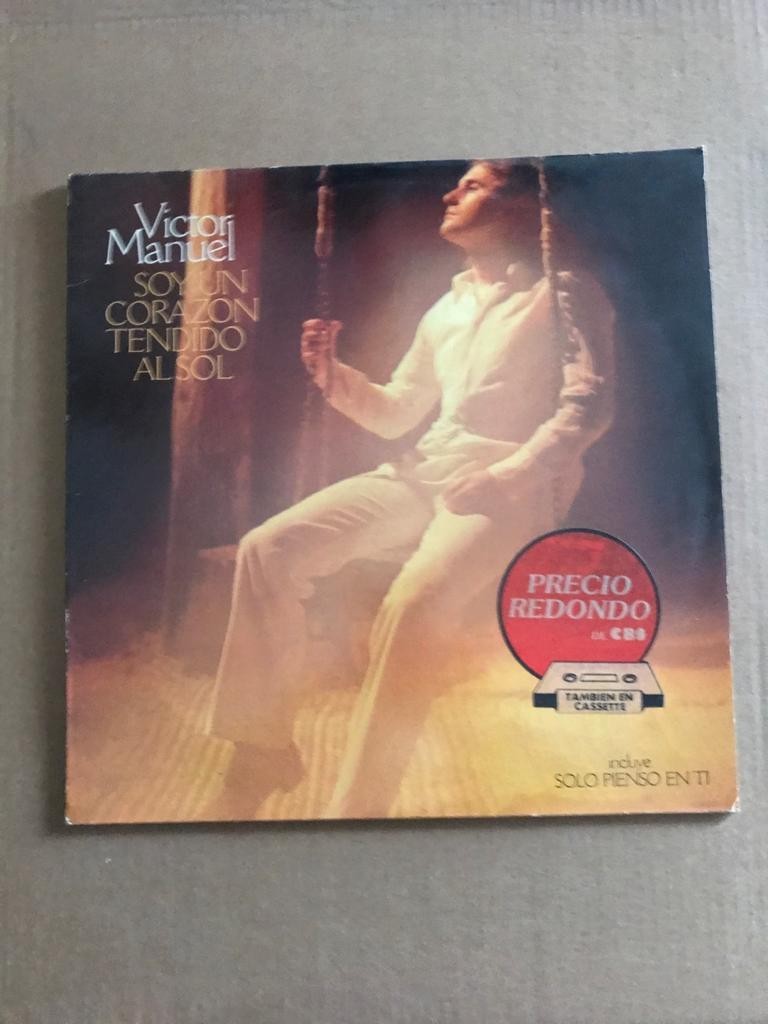 Víctor
Manuel
SOY UN
CORAZON
TENDIDO
AL SOL
PRECIO
REDONDO
DE CBS
TAMBIEN EN
CASSETTE
incluye
SOLO PIENSO EN TI